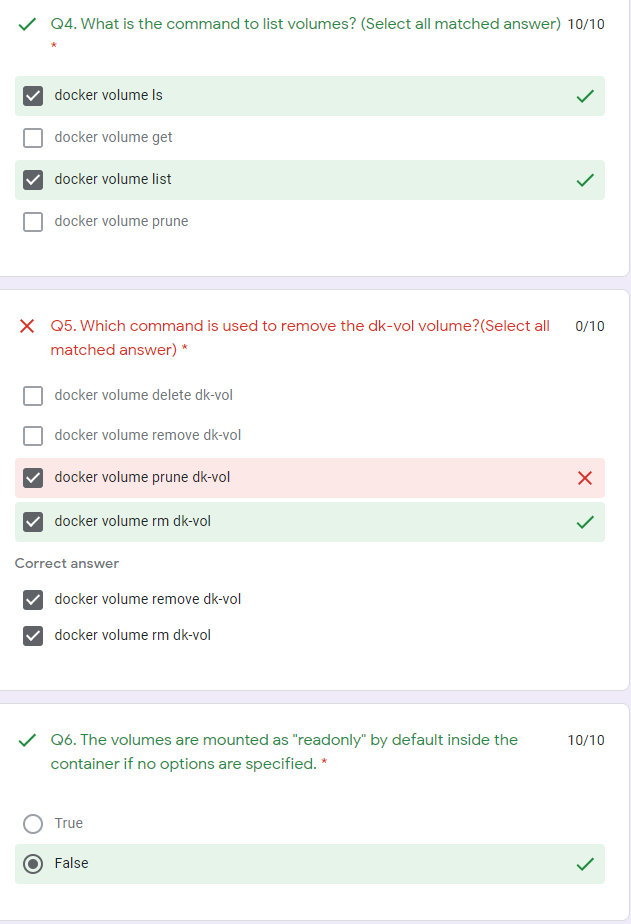 Q4. What is the command to list volumes? (Select all matched answer) 10/10
*
docker volume ls
docker volume get
docker volume list
docker volume prune
Q5. Which command is used to remove the dk-vol volume?(Select all 0/10
matched answer) *
docker volume delete dk-vol
docker volume remove dk-vol
docker volume prune dk-vol
docker volume rm dk-vol
Correct answer
docker volume remove dk-vol
docker volume rm dk-vol
Q6. The volumes are mounted as "readonly" by default inside the 10/10
container if no options are specified. *
True
False